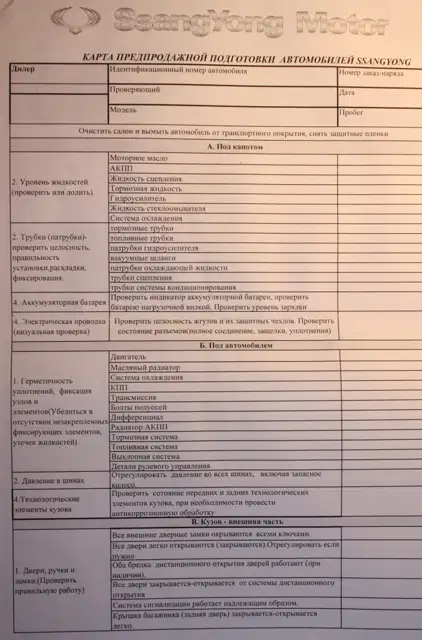 SsangYong Motor
КАРТА ПРЕДПРОДАЖНОЙ ПОДГОТОВКИ АВТОМОБИЛЕЙ SSANGYONG
Дилер
Идентификационный номер автомобиля
Номер заказ-наряда
Проверяющий
Дата
Модель
Пробег
Очистить салон и вымыть автомобиль от транспортного покрытия, снять защитные пленки
А. Под капотом
2. Уровень жидкостей
(проверить или долить).
Моторное масло
АКПП
Жидкость сцепления
Тормозная жидкость
Гидроусилитель
Жидкость стеклоомывателя
Система охлаждения
2. Трубки (патрубки)-
проверить целосность,
правильность
установки,раскладки,
фиксирования.
тормозные трубки
топливные трубки
патрубки гидроусилителя
вакуумные шланги
патрубки охлаждающей жидкости
трубки сцепления
трубки системы кондиционирования
4. Аккумуляторная батарея
Проверить индикатор аккумуляторной батареи, проверить
батарею нагрузочной вилкой. Проверить уровень зарядки
4. Электрическая проводка
(визуальная проверка)
Проверить целосность жгутов и их защитных чехлов. Проверить
состояние разъемов(полное соединение, защелки, уплотнения)
Б. Под автомобилем
1. Герметичность
уплотнений, фиксация
узлов и
элементов(Убедиться в
отсутствии незакрепленных
фиксирующих элементов,
утечек жидкостей).
Двигатель
Масляный радиатор
Система охлаждения
КПП
Трансмиссия
Болты полуосей
Дифференциал
Радиатор АКПП
Тормозная система
Топливная система
Выхлопная система
Детали рулевого управления
2. Давление в шинах
Отрегулировать давление во всех шинах, включая запасное
колесо.
4.Технологические
элементы кузова
Проверить сотояние передних и задних технологических
элементов кузова, при необходимости провести
антикоррозионную обработку
В. Кузов - внешняя часть
1. Двери, ручки и
замки.(Проверить
правильную работу)
Все внешние дверные замки окрываются всеми ключами.
Все двери легко открываются (закрываются).Отрегулировать если
нужно
Оба брелка дистанционного открытия дверей работают (при
наличии).
Все двери закрывается-открывается от системы дистанционного
открытия
Система сигнализации работает надлежащим образом.
Крышка багажника (задняя дверь) закрывается-открывается
легко